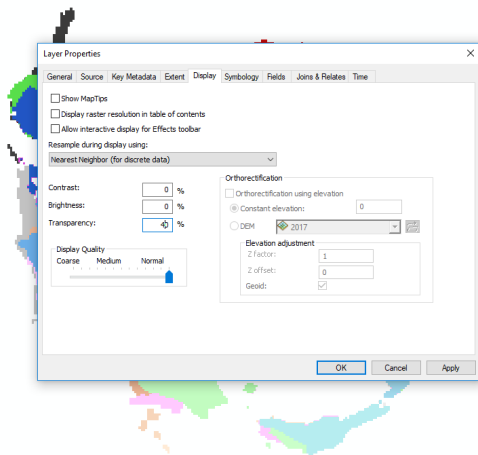 Layer Properties
General Source Key Metadata Extent Display Symbology Fields Joins & Relates Time
Show MapTips
Display raster resolution in table of contents
Allow interactive display for Effects toolbar
Resample during display using:
Nearest Neighbor (for discrete data)
Contrast: 0 %
Brightness: 0 %
Transparency: 40 %
Display Quality
Coarse Medium Normal
Orthorectification
Orthorectification using elevation
Constant elevation: 0
DEM 2017
Elevation adjustment
Z factor: 1
Z offset: 0
Geoid:
OK Cancel Apply